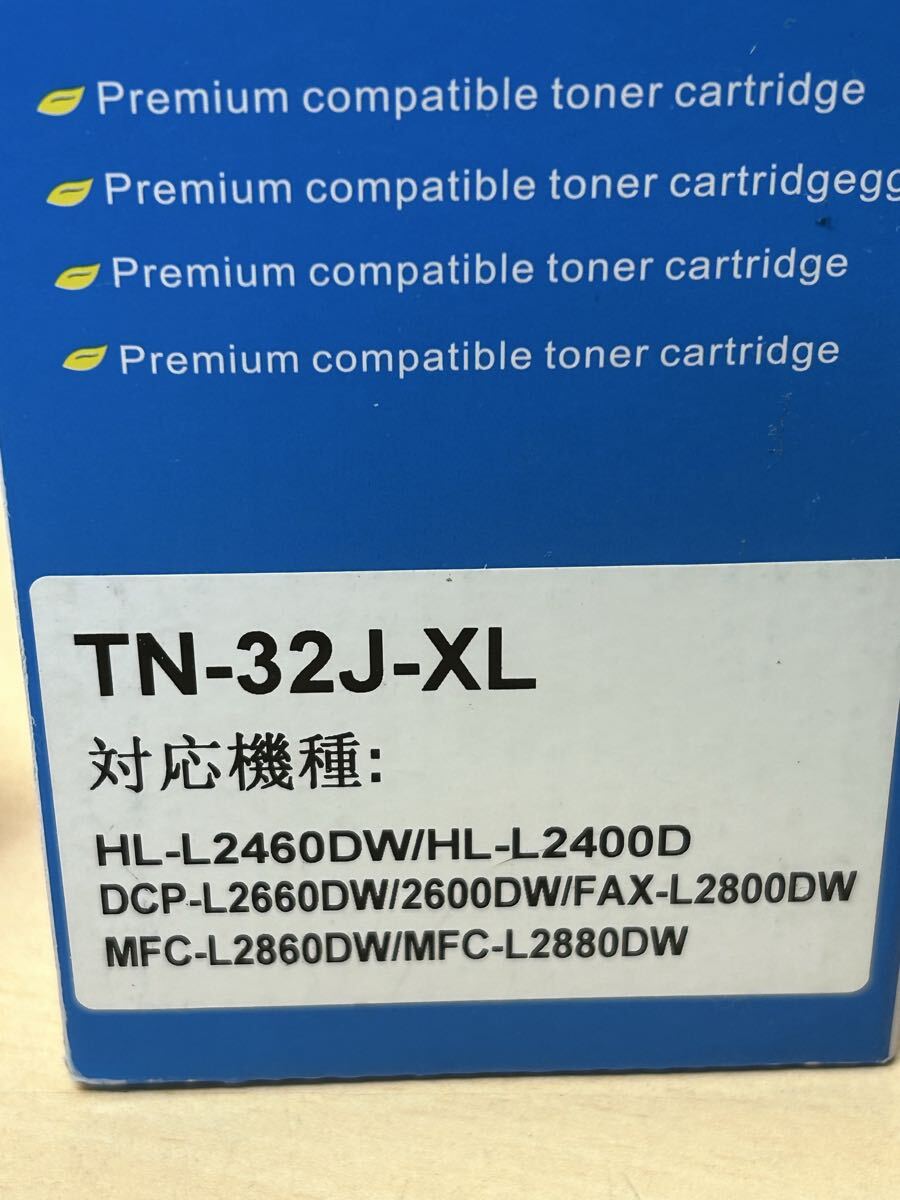 Premium compatible toner cartridge
Premium compatible toner cartridgegg
Premium compatible toner cartridge
Premium compatible toner cartridge
TN-32J-XL
対応機種:
HL-L2460DW/HL-L2400D
DCP-L2660DW/2600DW/FAX-L2800DW
MFC-L2860DW/MFC-L2880DW